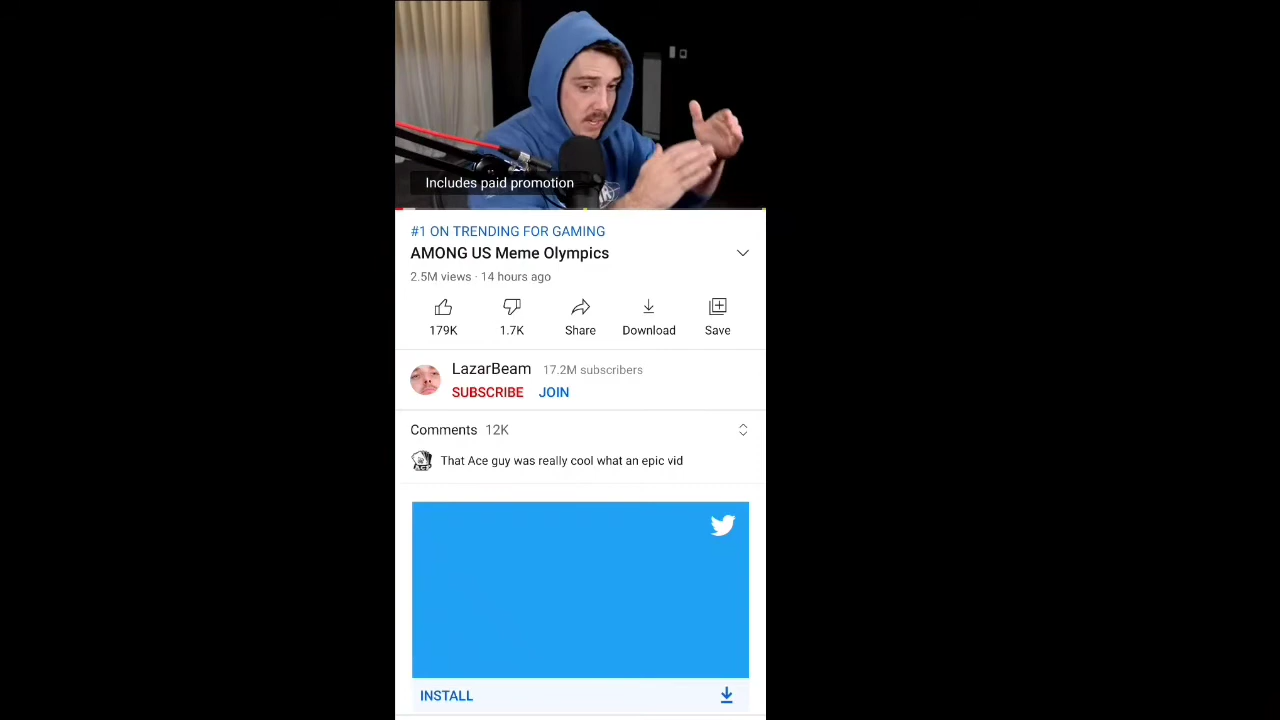 Includes paid promotion
#1 ON TRENDING FOR GAMING
AMONG US Meme Olympics
2.5M views · 14 hours ago
179K 1.7K Share Download Save
LazarBeam 17.2M subscribers
SUBSCRIBE JOIN
Comments 12K
That Ace guy was really cool what an epic vid
INSTALL